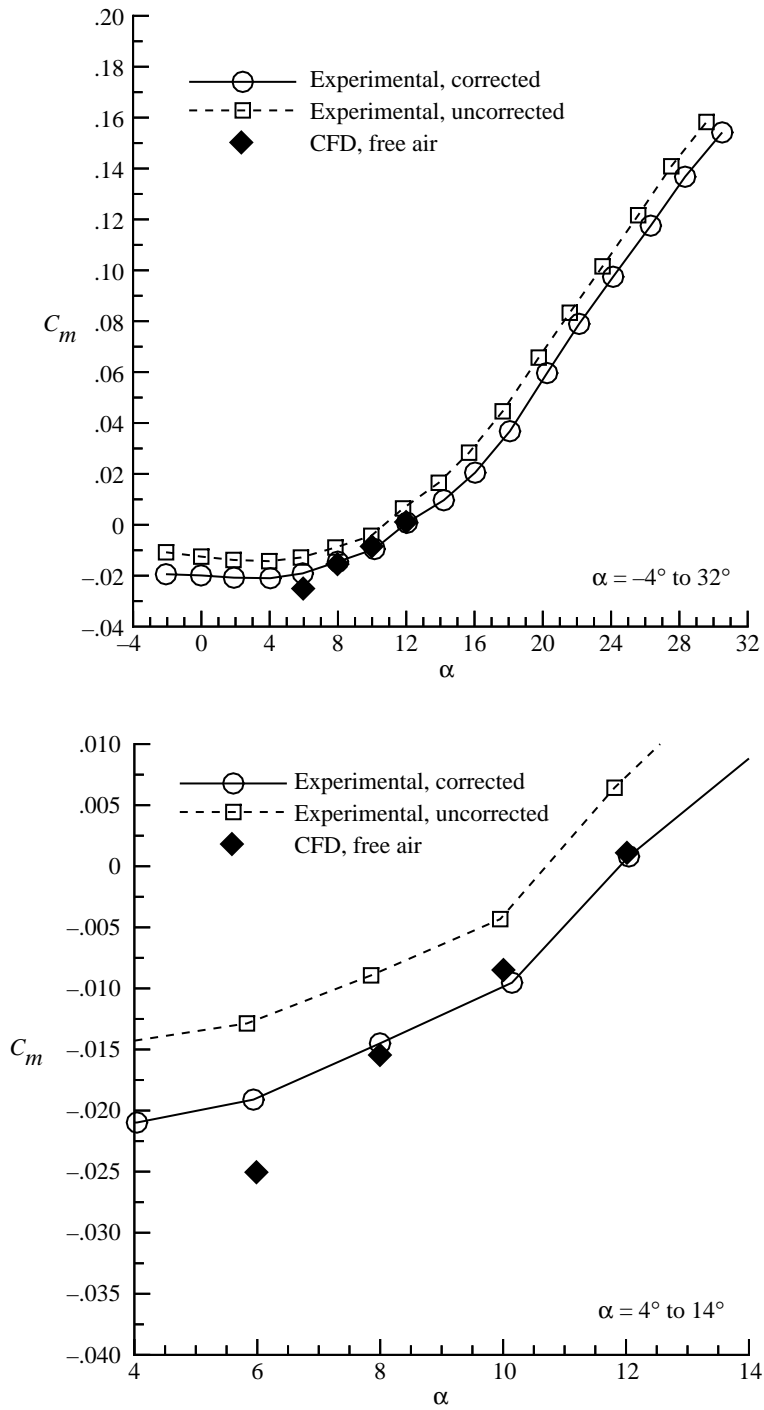 .20
.18
.16
.14
.12
.10
.08
.06
.04
.02
0
–.02
–.04
Cm
Experimental, corrected
Experimental, uncorrected
CFD, free air
α = –4° to 32°
–4 0 4 8 12 16 20 24 28 32
α
.010
.005
0
–.005
–.010
–.015
–.020
–.025
–.030
–.035
–.040
Cm
Experimental, corrected
Experimental, uncorrected
CFD, free air
α = 4° to 14°
4 6 8 10 12 14
α